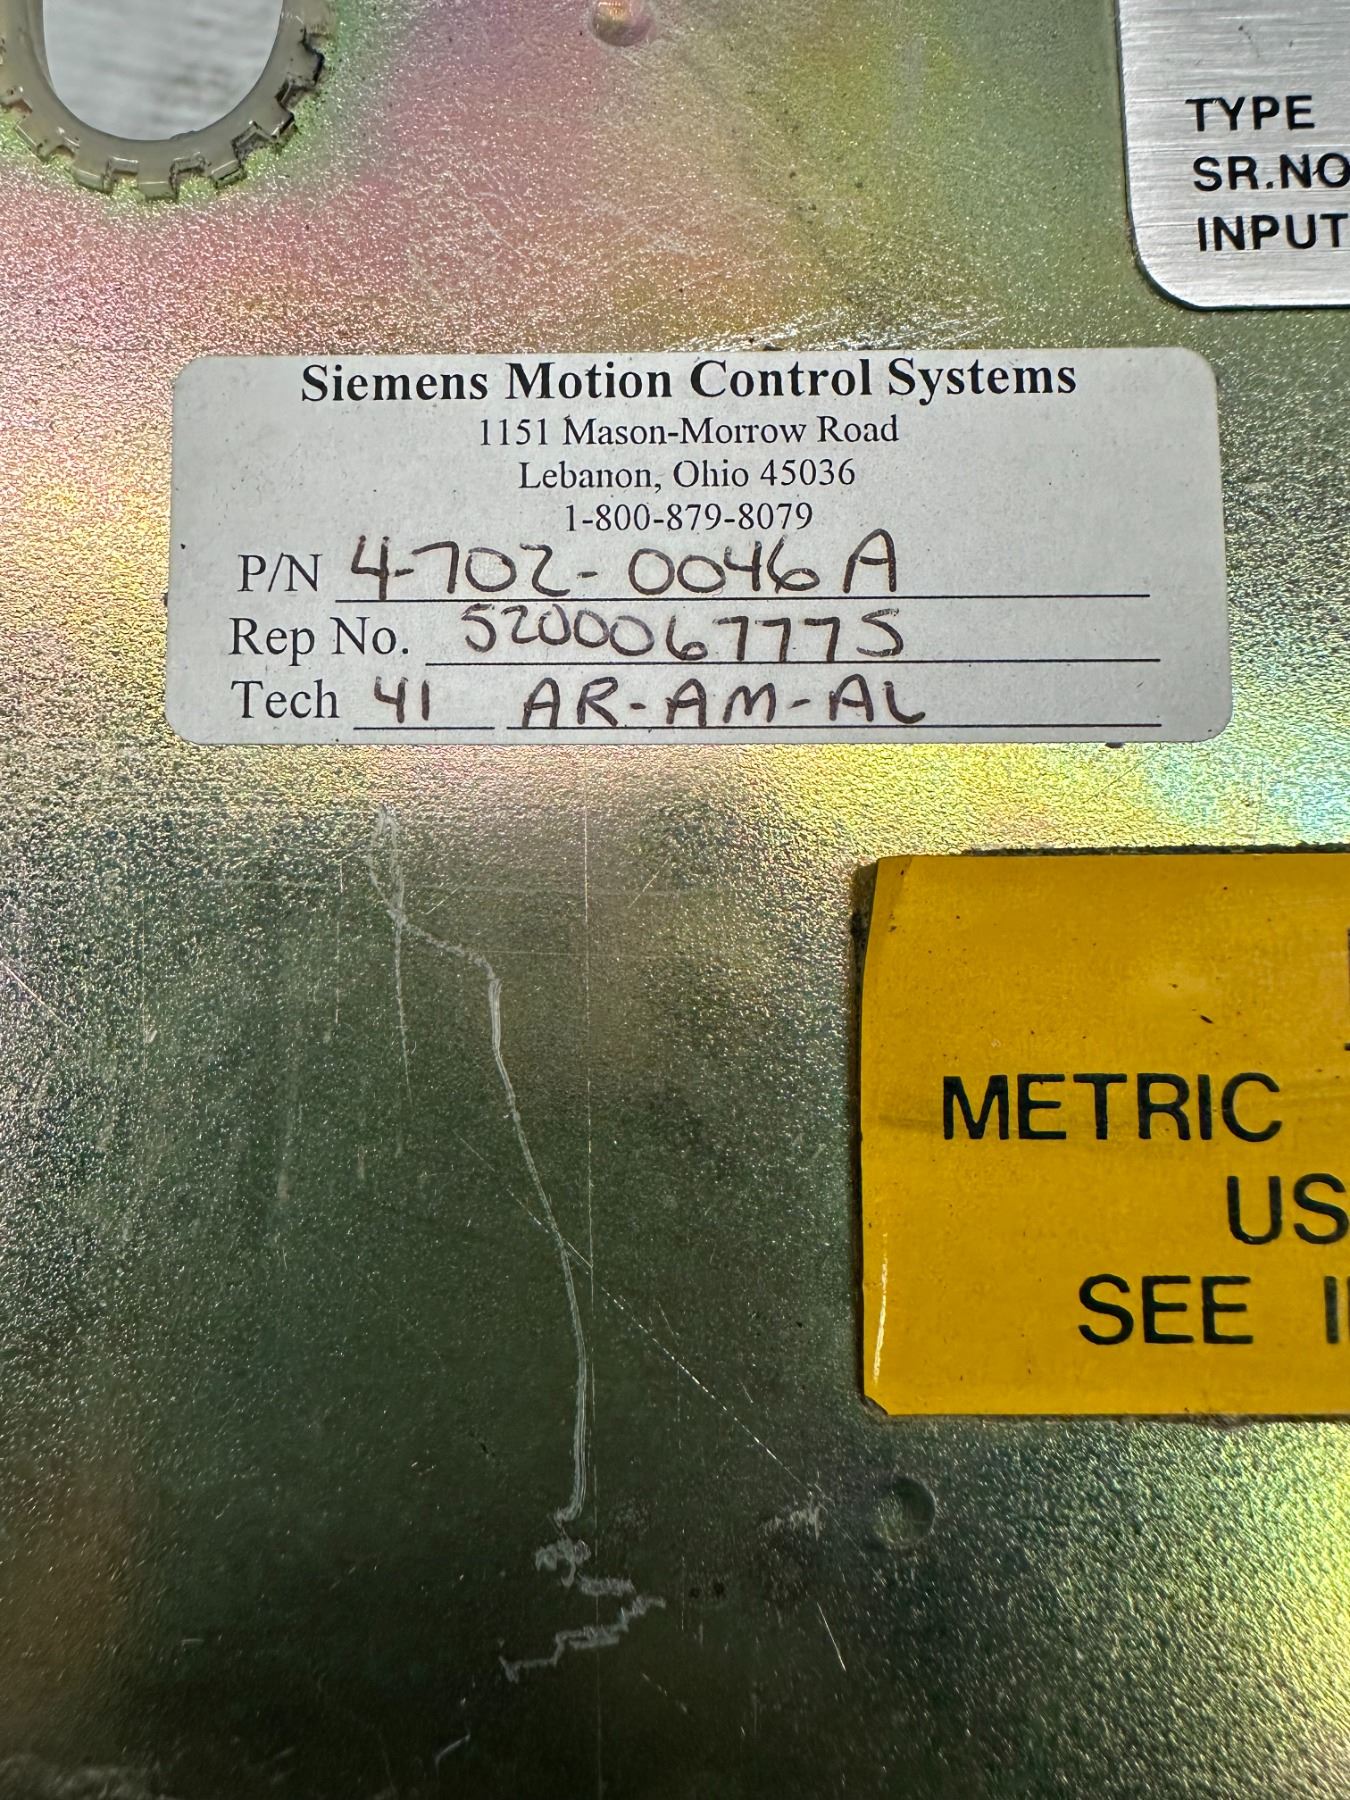 TYPE
SR.NO
INPUT
Siemens Motion Control Systems
1151 Mason-Morrow Road
Lebanon, Ohio 45036
1-800-879-8079
P/N 4-702-0046A
Rep No. 5200067775
Tech 41 AR-AM-AL
METRIC
US
SEE